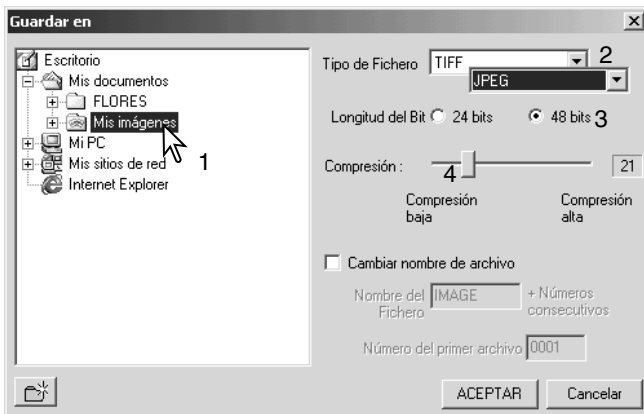 Guardar en
Escritorio
Mis documentos
FLORES
Mis imágenes
Mi PC
Mis sitios de red
Internet Explorer
1
Tipo de Fichero TIFF 2
JPEG
Longitud del Bit 24 bits 48 bits 3
Compresión : 4 21
Compresión baja
Compresión alta
Cambiar nombre de archivo
Nombre del Fichero IMAGE + Números consecutivos
Número del primer archivo 0001
ACEPTAR Cancelar